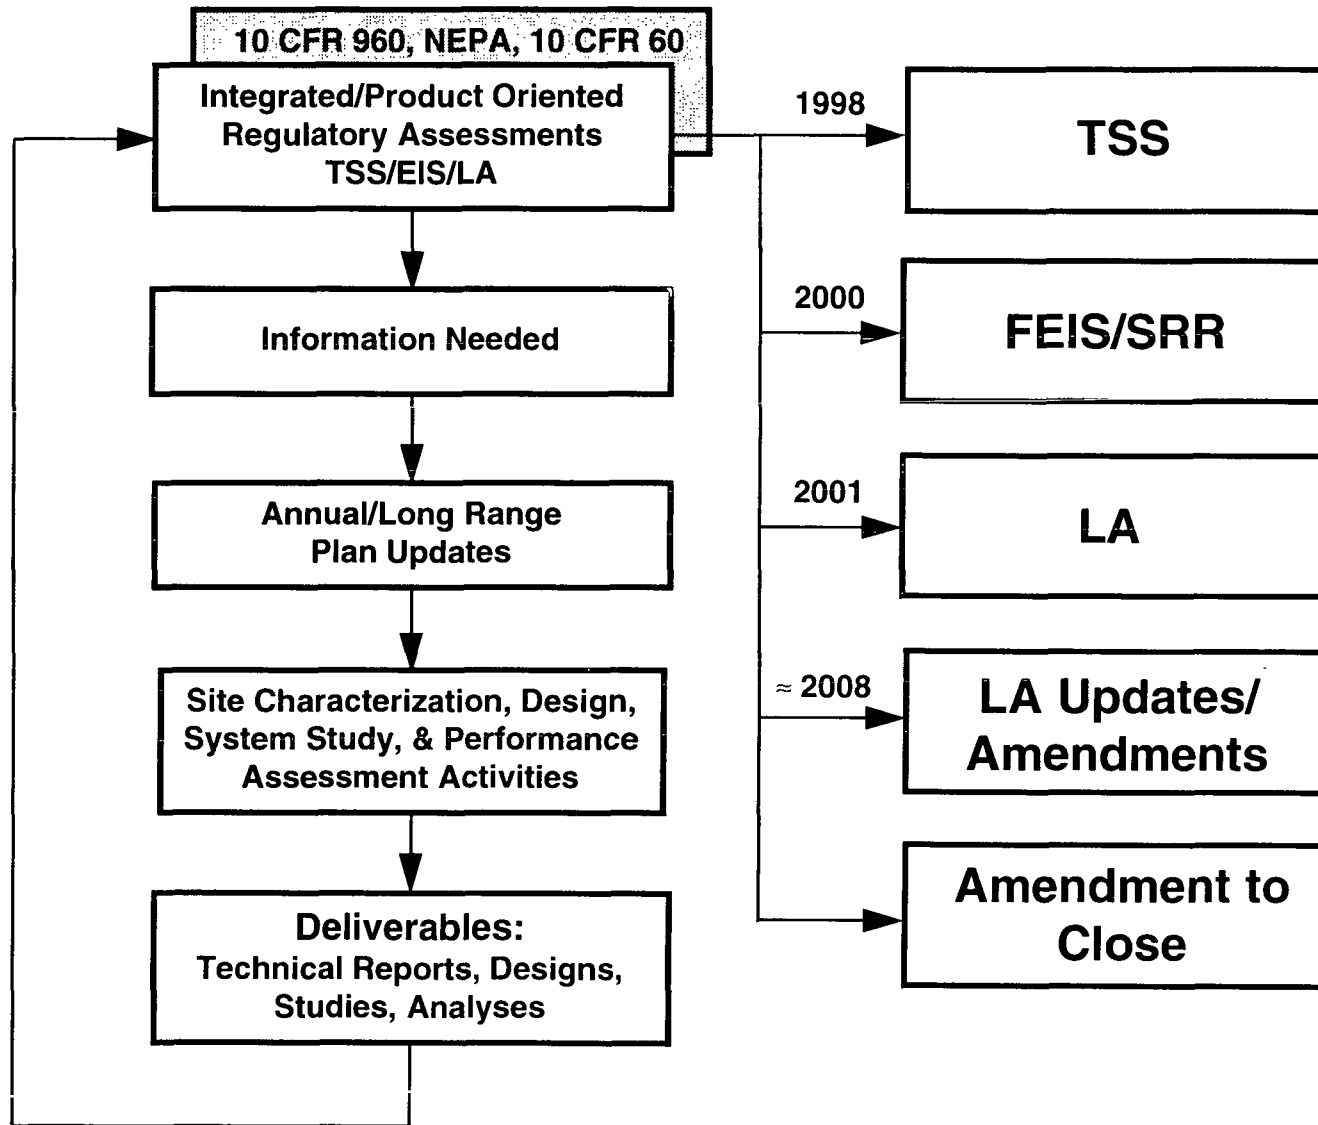 10 CFR 960, NEPA, 10 CFR 60
Integrated/Product Oriented
Regulatory Assessments
TSS/EIS/LA
Information Needed
Annual/Long Range
Plan Updates
Site Characterization, Design,
System Study, & Performance
Assessment Activities
Deliverables:
Technical Reports, Designs,
Studies, Analyses
1998
TSS
2000
FEIS/SRR
2001
LA
≈ 2008
LA Updates/
Amendments
Amendment to
Close